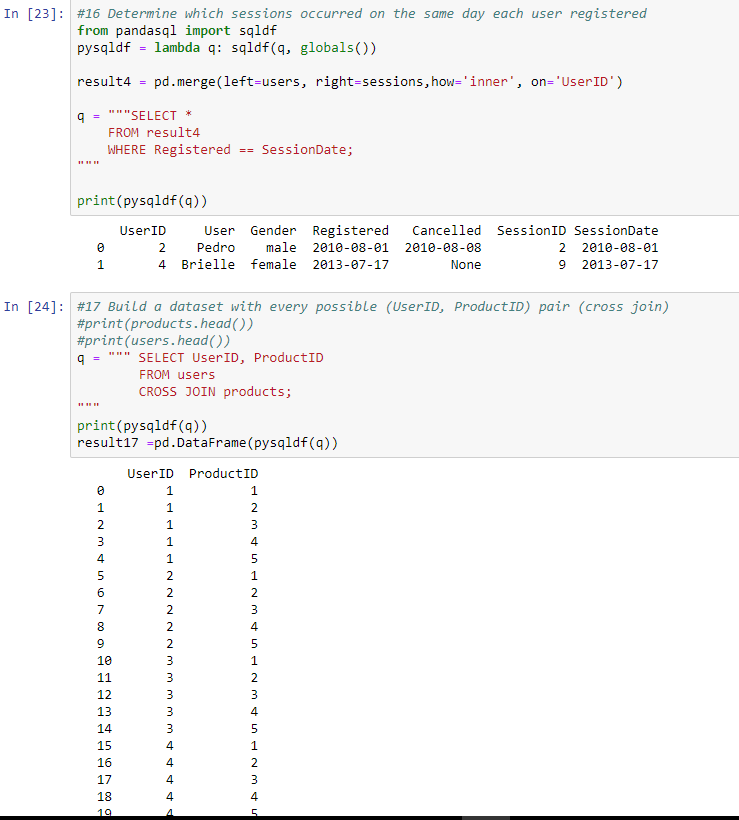 In [23]: #16 Determine which sessions occurred on the same day each user registered
from pandasql import sqldf
pysqldf = lambda q: sqldf(q, globals())
result4 = pd.merge(left=users, right=sessions,how='inner', on='UserID')
q = """SELECT *
FROM result4
WHERE Registered == SessionDate;
"""
print(pysqldf(q))
UserID User Gender Registered Cancelled SessionID SessionDate
0 2 Pedro male 2010-08-01 2010-08-08 2 2010-08-01
1 4 Brielle female 2013-07-17 None 9 2013-07-17
In [24]: #17 Build a dataset with every possible (UserID, ProductID) pair (cross join)
#print(products.head())
#print(users.head())
q = """ SELECT UserID, ProductID
FROM users
CROSS JOIN products;
"""
print(pysqldf(q))
result17 =pd.DataFrame(pysqldf(q))
UserID ProductID
0 1 1
1 1 2
2 1 3
3 1 4
4 1 5
5 2 1
6 2 2
7 2 3
8 2 4
9 2 5
10 3 1
11 3 2
12 3 3
13 3 4
14 3 5
15 4 1
16 4 2
17 4 3
18 4 4
19 4 5